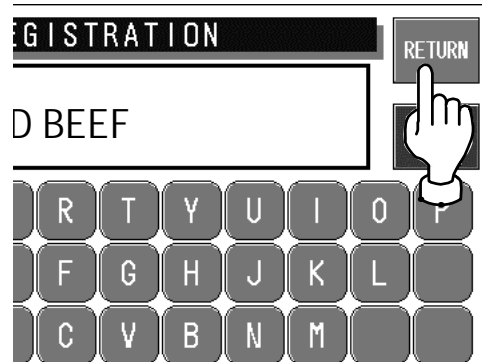 EGISTRATION
RETURN
D BEEF
R T Y U I O P
F G H J K L
C V B N M